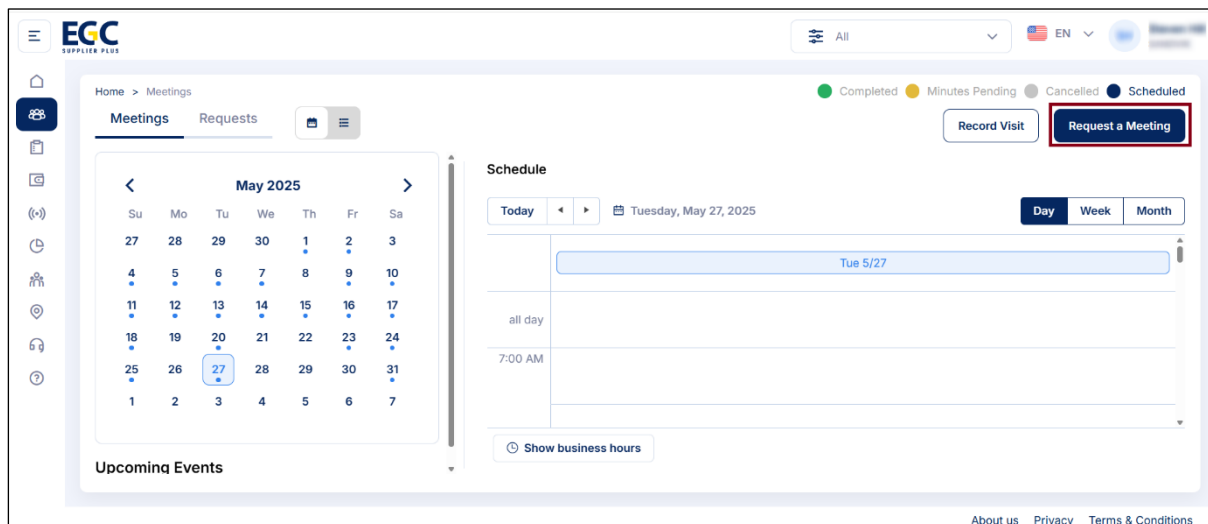 EGC
SUPPLIER PLUS
All
EN
Home > Meetings
Completed Minutes Pending Cancelled Scheduled
Meetings Requests
Record Visit Request a Meeting
May 2025
Su Mo Tu We Th Fr Sa
27 28 29 30 1 2 3
4 5 6 7 8 9 10
11 12 13 14 15 16 17
18 19 20 21 22 23 24
25 26 27 28 29 30 31
1 2 3 4 5 6 7
Upcoming Events
Schedule
Today Tuesday, May 27, 2025 Day Week Month
Tue 5/27
all day
7:00 AM
Show business hours
About us Privacy Terms & Conditions